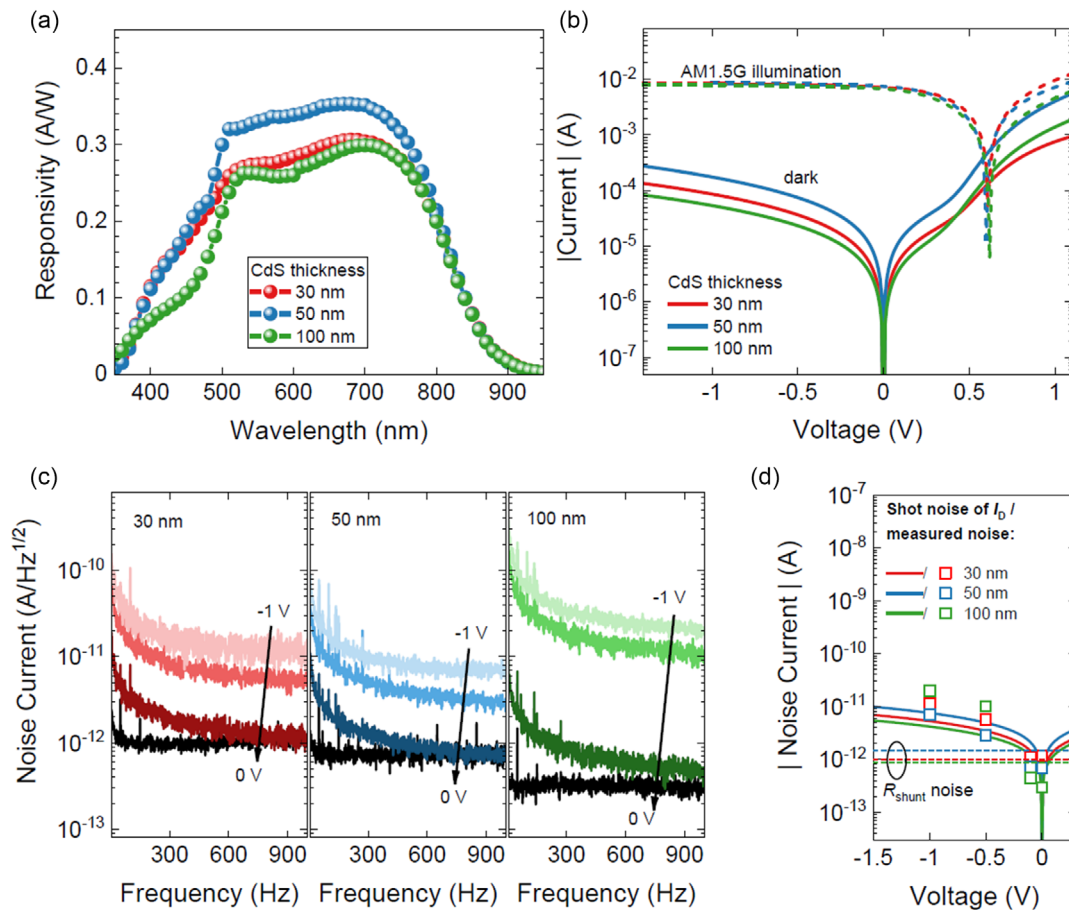 (a)
0.4
0.3
0.2
0.1
0
Responsivity (A/W)
CdS thickness
30 nm
50 nm
100 nm
400 500 600 700 800 900
Wavelength (nm)
(b)
10⁻²
10⁻³
10⁻⁴
10⁻⁵
10⁻⁶
10⁻⁷
|Current | (A)
AM1.5G illumination
dark
CdS thickness
30 nm
50 nm
100 nm
-1 -0.5 0 0.5 1
Voltage (V)
(c)
Noise Current (A/Hz^{1/2})
10⁻¹⁰
10⁻¹¹
10⁻¹²
10⁻¹³
30 nm
-1 V
0 V
300 600 900
Frequency (Hz)
50 nm
-1 V
0 V
300 600 900
Frequency (Hz)
100 nm
-1 V
0 V
300 600 900
Frequency (Hz)
(d)
10⁻⁷
10⁻⁸
10⁻⁹
10⁻¹⁰
10⁻¹¹
10⁻¹²
10⁻¹³
| Noise Current | (A)
Shot noise of I_D /
measured noise:
/ 30 nm
/ 50 nm
/ 100 nm
R_shunt noise
-1.5 -1 -0.5 0
Voltage (V)